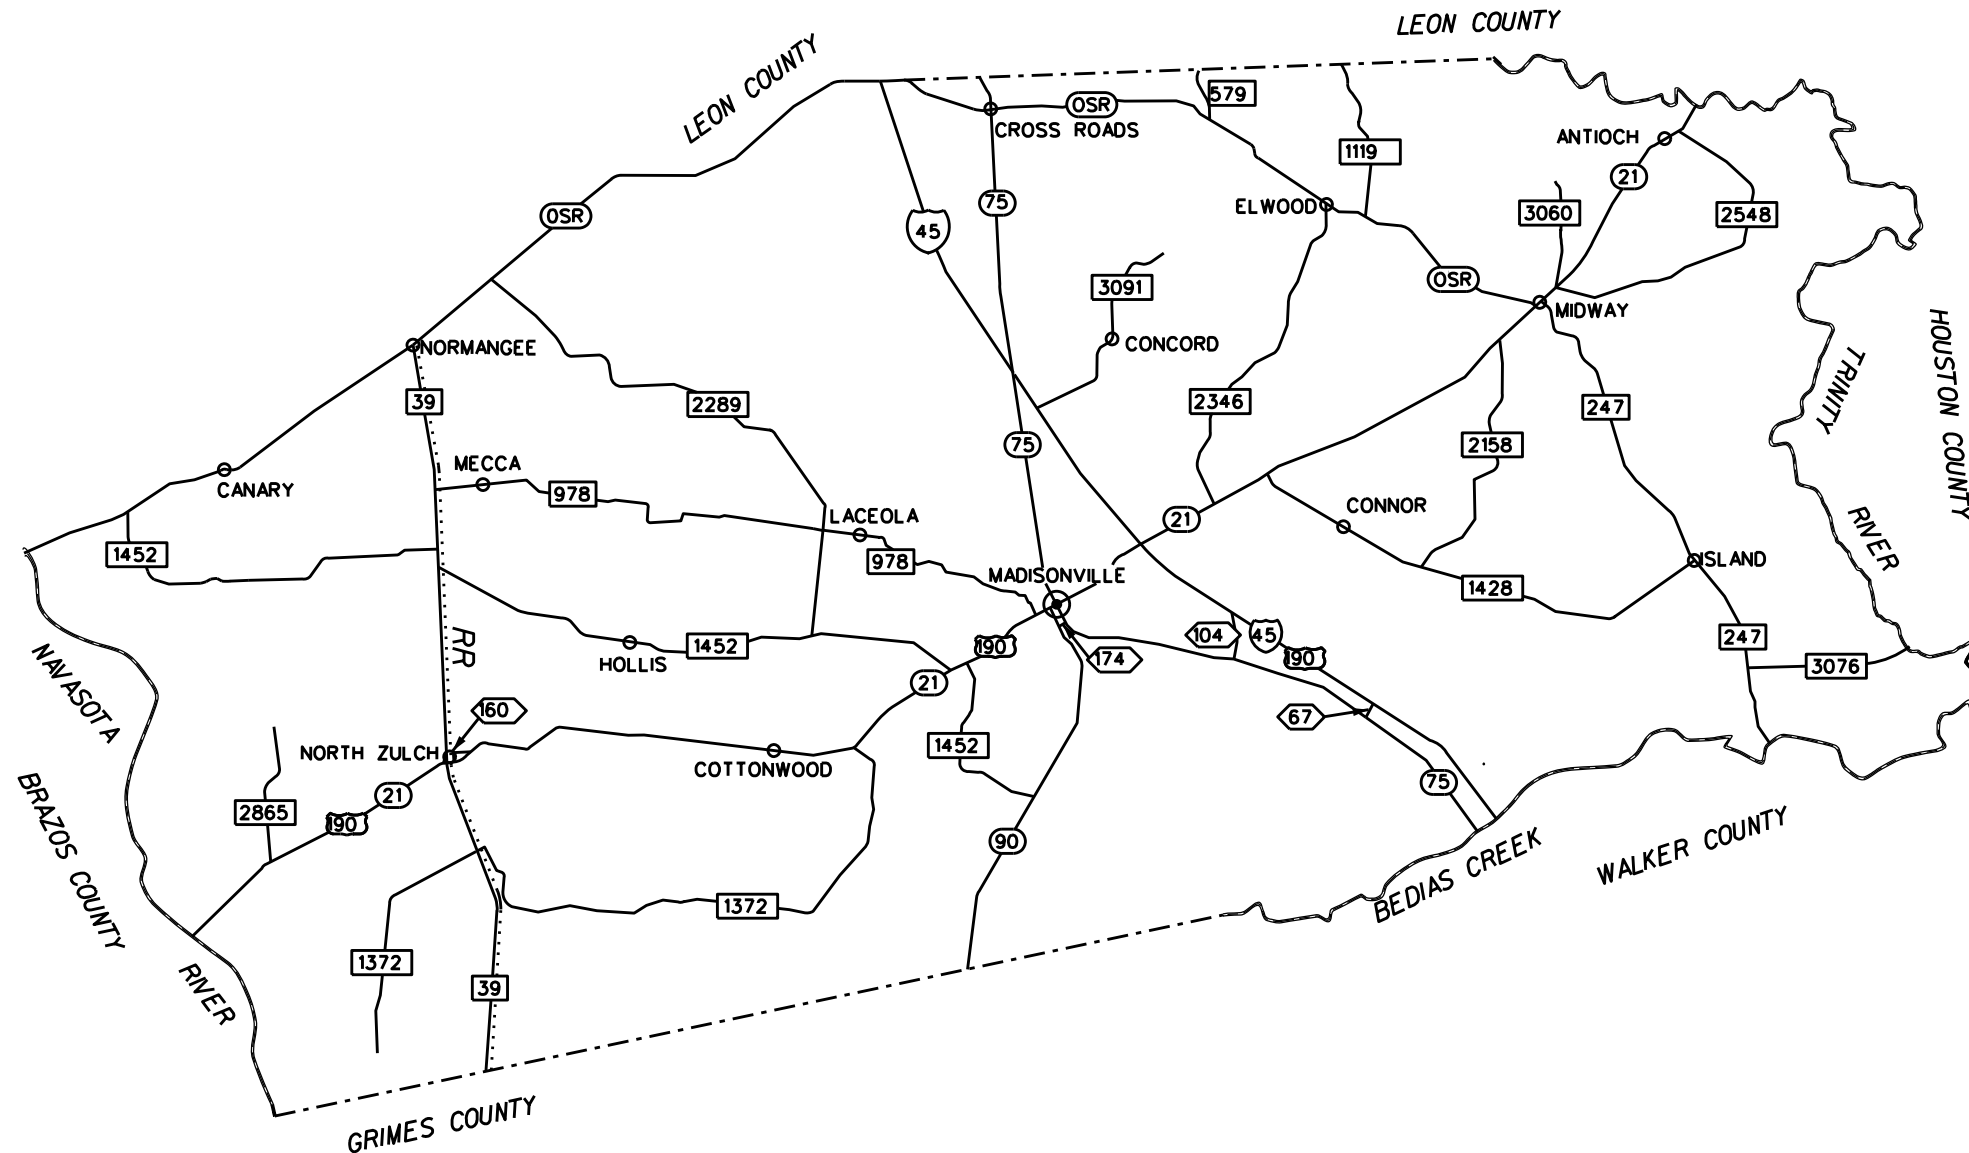 LEON COUNTY
LEON COUNTY
579
OSR
CROSS ROADS
ANTIOCH
1119
21
75
OSR
ELWOOD
3060
2548
45
OSR
3091
MIDWAY
HOUSTON COUNTY
NORMANGEE
CONCORD
TRINITY
RIVER
39
2289
2346
247
75
2158
MECCA
CANARY
978
CONNOR
LACEOLA
21
1452
978
ISLAND
MADISONVILLE
1428
RR
HOLLIS
1452
190
104
45
190
174
247
3076
NAVASOTA
RIVER
21
160
67
NORTH ZULCH
1452
COTTONWOOD
75
21
2865
190
90
BRAZOS COUNTY
WALKER COUNTY
BEDIAS CREEK
1372
1372
39
GRIMES COUNTY